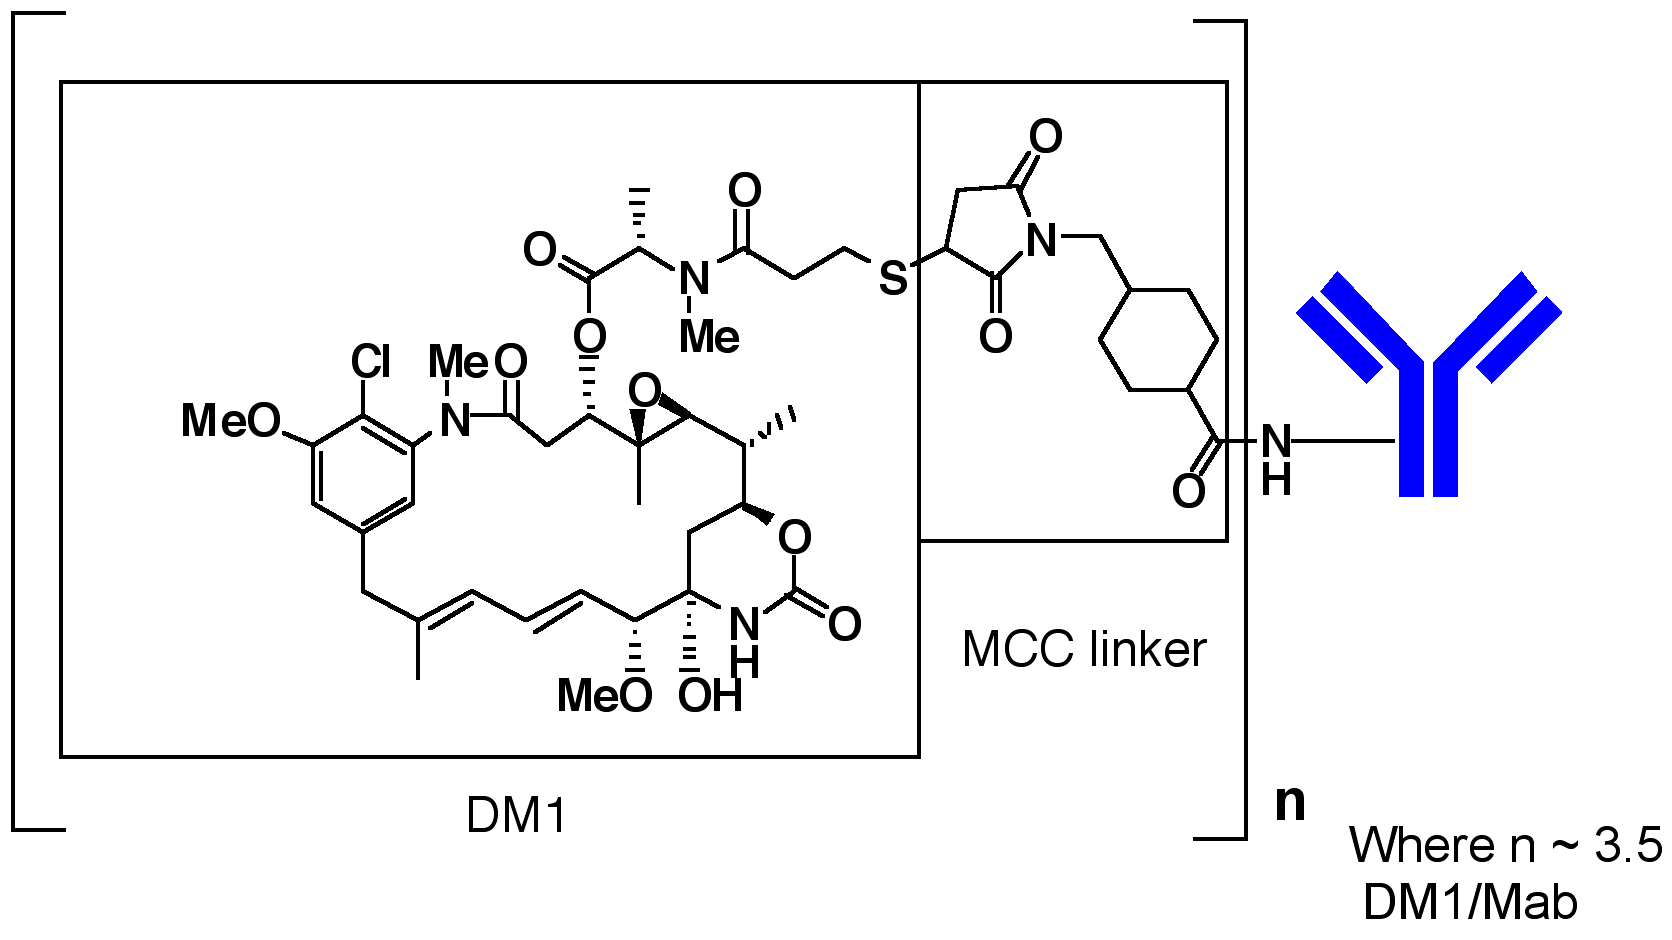 O
O
O
N
S
N
O
Me
O
O
Cl
Me
O
O
MeO
N
N
H
O
O
O
N
H
MeO
OH
MCC linker
DM1
n
Where n ~ 3.5
DM1/Mab